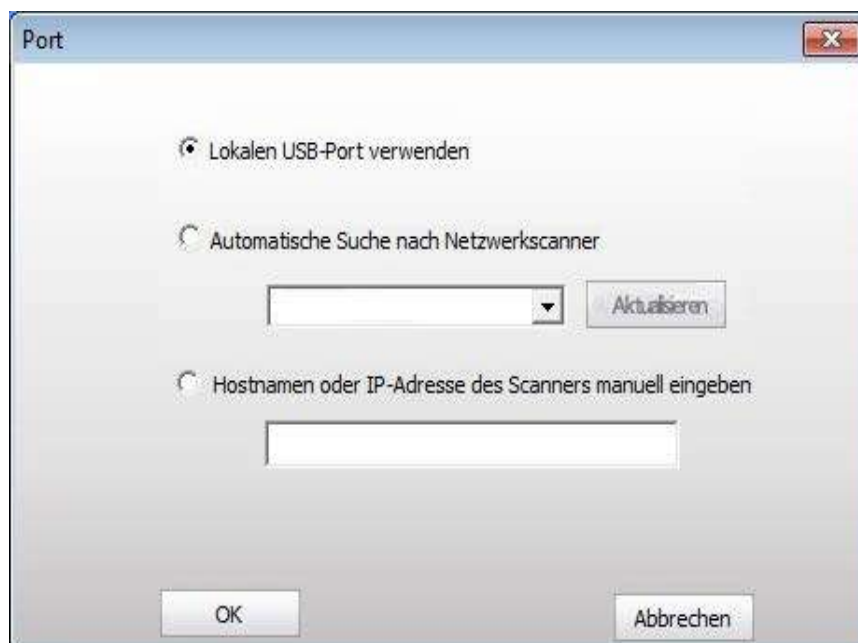 Port
Lokalen USB-Port verwenden
Automatische Suche nach Netzwerkscanner
Aktualisieren
Hostnamen oder IP-Adresse des Scanners manuell eingeben
OK
Abbrechen